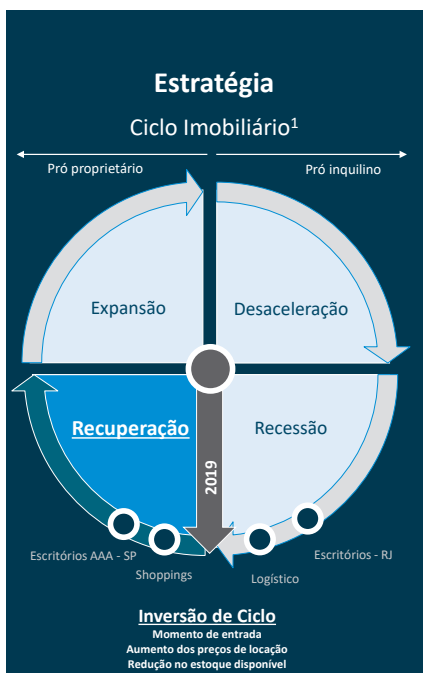 Estratégia
Ciclo Imobiliário¹
Pró proprietário
Pró inquilino
Expansão
Desaceleração
Recuperação
Recessão
2019
Escritórios AAA - SP
Shoppings
Logístico
Escritórios - RJ
Inversão de Ciclo
Momento de entrada
Aumento dos preços de locação
Redução no estoque disponível